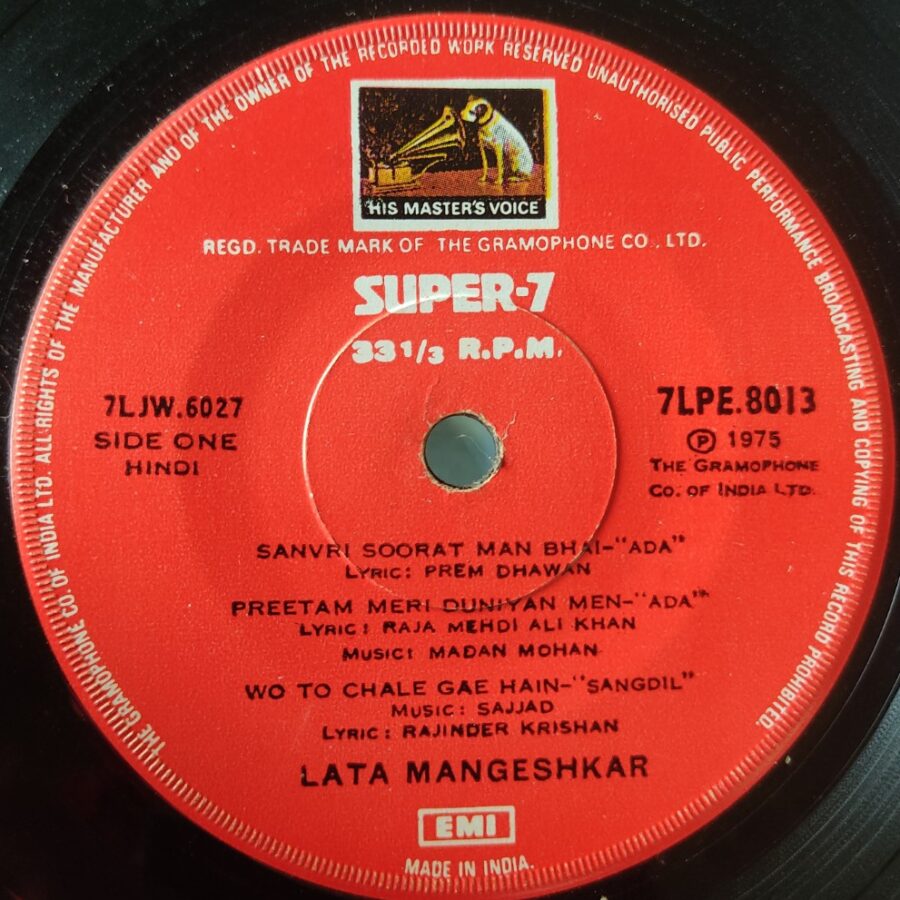 THE GRAMOPHONE CO. OF INDIA LTD. ALL RIGHTS OF THE MANUFACTURER AND OF THE OWNER OF THE RECORDED WORK RESERVED UNAUTHORISED PUBLIC PERFORMANCE BROADCASTING AND COPYING OF THIS RECORD PROHIBITED.
HIS MASTER'S VOICE
REGD. TRADE MARK OF THE GRAMOPHONE CO., LTD.
SUPER-7
33 1/3 R.P.M.
7LJW.6027
SIDE ONE
HINDI
7LPE.8013
℗ 1975
THE GRAMOPHONE
CO. OF INDIA LTD.
SANVRI SOORAT MAN BHAI-"ADA"
LYRIC: PREM DHAWAN
PREETAM MERI DUNIYAN MEN-"ADA"
LYRIC: RAJA MEHDI ALI KHAN
MUSIC: MADAN MOHAN
WO TO CHALE GAE HAIN-"SANGDIL"
MUSIC: SAJJAD
LYRIC: RAJINDER KRISHAN
LATA MANGESHKAR
EMI
MADE IN INDIA.